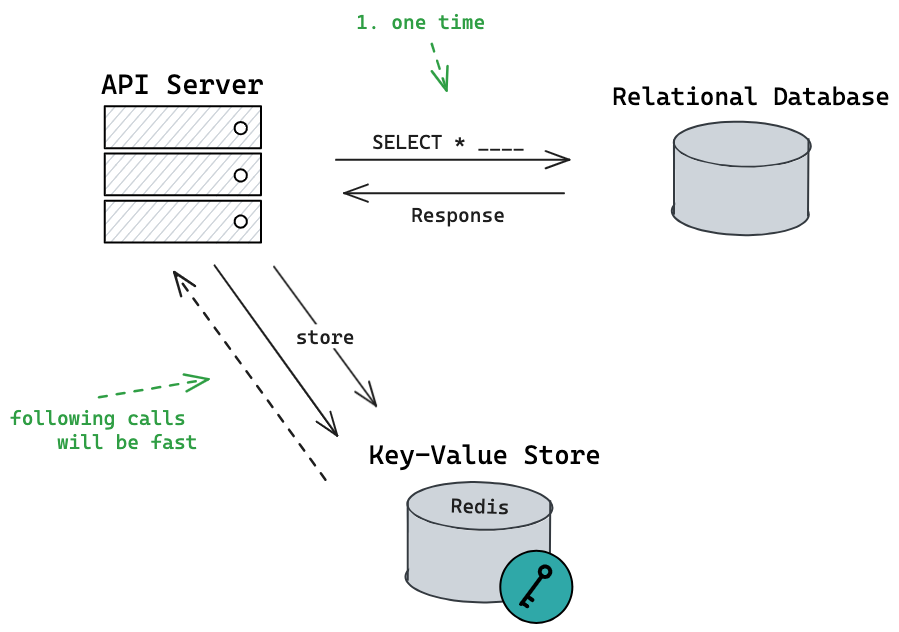 1. one time
API Server
Relational Database
SELECT * ____
Response
store
following calls
will be fast
Key-Value Store
Redis